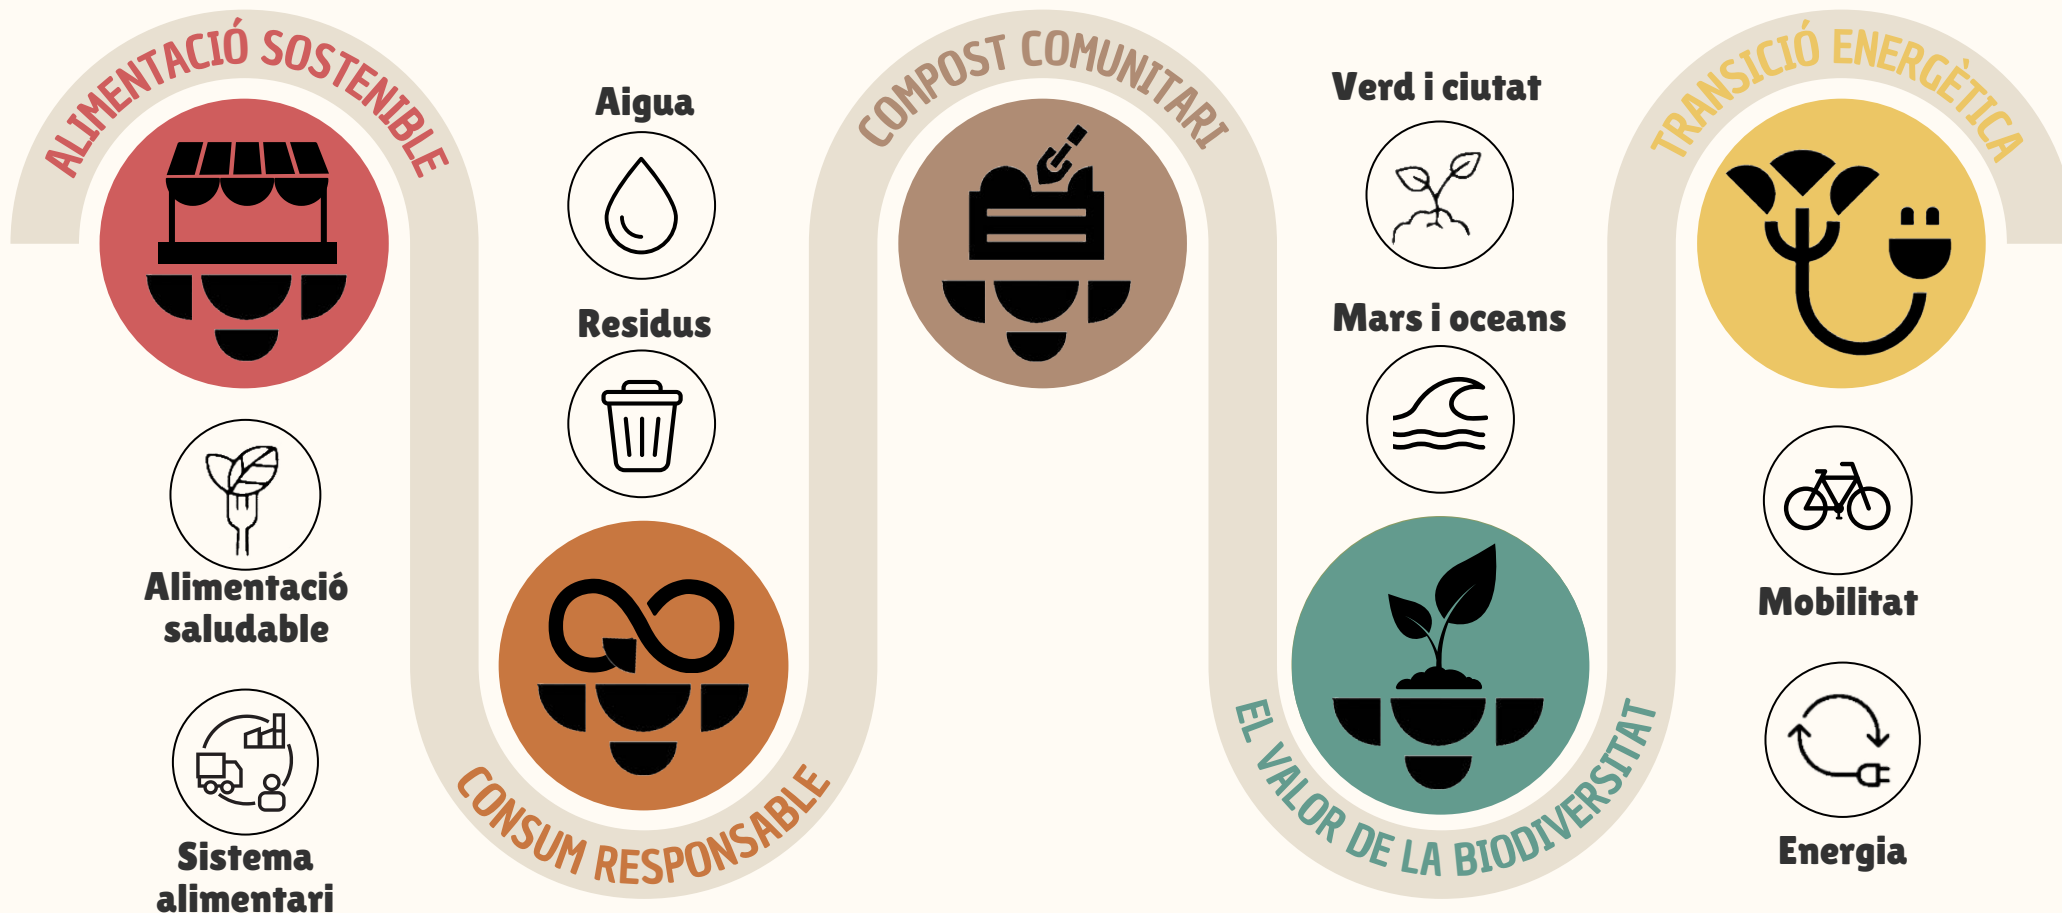 ALIMENTACIÓ SOSTENIBLE
Alimentació
saludable
Sistema
alimentari
Aigua
Residus
CONSUM RESPONSABLE
COMPOST COMUNITARI
Verd i ciutat
Mars i oceans
EL VALOR DE LA BIODIVERSITAT
TRANSICIÓ ENERGÈTICA
Mobilitat
Energia